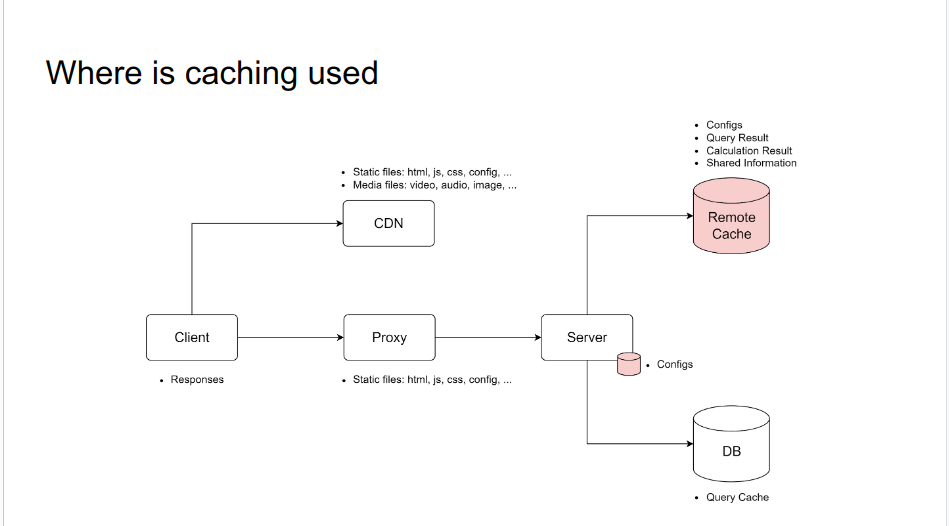 Where is caching used
• Configs
• Query Result
• Calculation Result
• Shared Information
• Static files: html, js, css, config, ...
• Media files: video, audio, image, ...
CDN
Remote
Cache
Client
Proxy
Server
• Configs
• Responses
• Static files: html, js, css, config, ...
DB
• Query Cache